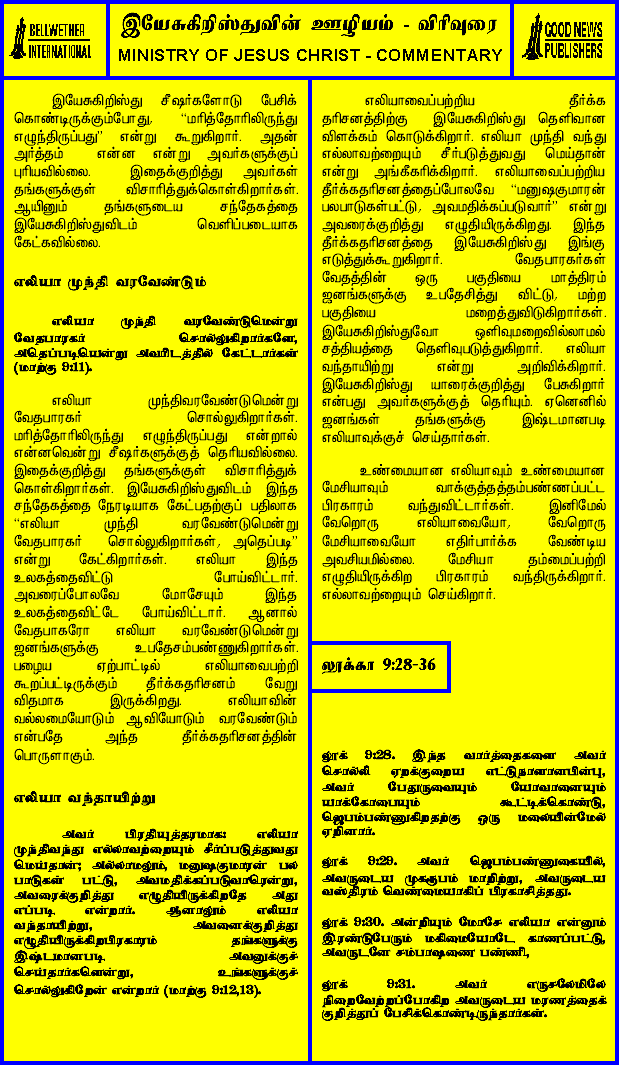 BELLWETHER
INTERNATIONAL
இயேசுகிறிஸ்துவின் ஊழியம் - விரிவுரை
MINISTRY OF JESUS CHRIST - COMMENTARY
GOOD NEWS
PUBLISHERS
இயேசுகிறிஸ்து சீஷர்களோடு பேசிக்
கொண்டிருக்கும்போது, “மரித்தோரிலிருந்து
எழுந்திருப்பது” என்று கூறுகிறார். அதன்
அர்த்தம் என்ன என்று அவர்களுக்குப்
புரியவில்லை. இதைக்குறித்து அவர்கள்
தங்களுக்குள் விசாரித்துக்கொள்கிறார்கள்.
ஆயினும் தங்களுடைய சந்தேகத்தை
இயேசுகிறிஸ்துவிடம் வெளிப்படையாக
கேட்கவில்லை.
எலியா முந்தி வரவேண்டும்
எலியா முந்தி வரவேண்டுமென்று
வேதபாரகர் சொல்லுகிறார்களே,
அதெப்படியென்று அவரிடத்தில் கேட்டார்கள்
(மாற்கு 9:11).
எலியா முந்திவரவேண்டுமென்று
வேதபாரகர் சொல்லுகிறார்கள்.
மரித்தோரிலிருந்து எழுந்திருப்பது என்றால்
என்னவென்று சீஷர்களுக்குத் தெரியவில்லை.
இதைக்குறித்து தங்களுக்குள் விசாரித்துக்
கொள்கிறார்கள். இயேசுகிறிஸ்துவிடம் இந்த
சந்தேகத்தை நேரடியாக கேட்பதற்குப் பதிலாக
“எலியா முந்தி வரவேண்டுமென்று
வேதபாரகர் சொல்லுகிறார்கள், அதெப்படி”
என்று கேட்கிறார்கள். எலியா இந்த
உலகத்தைவிட்டு போய்விட்டார்.
அவரைப்போலவே மோசேயும் இந்த
உலகத்தைவிட்டே போய்விட்டார். ஆனால்
வேதபாகரோ எலியா வரவேண்டுமென்று
ஜனங்களுக்கு உபதேசம்பண்ணுகிறார்கள்.
பழைய ஏற்பாட்டில் எலியாவைபற்றி
கூறப்பட்டிருக்கும் தீர்க்கதரிசனம் வேறு
விதமாக இருக்கிறது. எலியாவின்
வல்லமையோடும் ஆவியோடும் வரவேண்டும்
என்பதே அந்த தீர்க்கதரிசனத்தின்
பொருளாகும்.
எலியா வந்தாயிற்று
அவர் பிரதியுத்தரமாக: எலியா
முந்திவந்து எல்லாவற்றையும் சீர்ப்படுத்துவது
மெய்தான்; அல்லாமலும், மனுஷகுமாரன் பல
பாடுகள் பட்டு, அவமதிக்கப்படுவாரென்று,
அவரைக்குறித்து எழுதியிருக்கிறதே அது
எப்படி என்றார். ஆனாலும் எலியா
வந்தாயிற்று, அவனைக்குறித்து
எழுதியிருக்கிறபிரகாரம் தங்களுக்கு
இஷ்டமானபடி அவனுக்குச்
செய்தார்களென்று, உங்களுக்குச்
சொல்லுகிறேன் என்றார் (மாற்கு 9:12,13).
எலியாவைப்பற்றிய தீர்க்க
தரிசனத்திற்கு இயேசுகிறிஸ்து தெளிவான
விளக்கம் கொடுக்கிறார். எலியா முந்தி வந்து
எல்லாவற்றையும் சீர்படுத்துவது மெய்தான்
என்று அங்கீகரிக்கிறார். எலியாவைப்பற்றிய
தீர்க்கதரிசனத்தைப்போலவே “மனுஷகுமாரன்
பலபாடுகள்பட்டு, அவமதிக்கப்படுவார்” என்று
அவரைக்குறித்து எழுதியிருக்கிறது. இந்த
தீர்க்கதரிசனத்தை இயேசுகிறிஸ்து இங்கு
எடுத்துக்கூறுகிறார். வேதபாரகர்கள்
வேதத்தின் ஒரு பகுதியை மாத்திரம்
ஜனங்களுக்கு உபதேசித்து விட்டு, மற்ற
பகுதியை மறைத்துவிடுகிறார்கள்.
இயேசுகிறிஸ்துவோ ஒளிவுமறைவில்லாமல்
சத்தியத்தை தெளிவுபடுத்துகிறார். எலியா
வந்தாயிற்று என்று அறிவிக்கிறார்.
இயேசுகிறிஸ்து யாரைக்குறித்து பேசுகிறார்
என்பது அவர்களுக்குத் தெரியும். ஏனெனில்
ஜனங்கள் தங்களுக்கு இஷ்டமானபடி
எலியாவுக்குச் செய்தார்கள்.
உண்மையான எலியாவும் உண்மையான
மேசியாவும் வாக்குத்தத்தம்பண்ணப்பட்ட
பிரகாரம் வந்துவிட்டார்கள். இனிமேல்
வேறொரு எலியாவையோ, வேறொரு
மேசியாவையோ எதிர்பார்க்க வேண்டிய
அவசியமில்லை. மேசியா தம்மைப்பற்றி
எழுதியிருக்கிற பிரகாரம் வந்திருக்கிறார்.
எல்லாவற்றையும் செய்கிறார்.
லூக்கா 9:28-36
லூக் 9:28. இந்த வார்த்தைகளை அவர்
சொல்லி ஏறக்குறைய எட்டுநாளானபின்பு,
அவர் பேதுருவையும் யோவானையும்
யாக்கோபையும் கூட்டிக்கொண்டு,
ஜெபம்பண்ணுகிறதற்கு ஒரு மலையின்மேல்
ஏறினார்.
லூக் 9:29. அவர் ஜெபம்பண்ணுகையில்,
அவருடைய முகரூபம் மாறிற்று, அவருடைய
வஸ்திரம் வெண்மையாகிப் பிரகாசித்தது.
லூக் 9:30. அன்றியும் மோசே எலியா என்னும்
இரண்டுபேரும் மகிமையோடே காணப்பட்டு,
அவருடனே சம்பாஷணை பண்ணி,
லூக் 9:31. அவர் எருசலேமிலே
நிறைவேற்றப்போகிற அவருடைய மரணத்தைக்
குறித்துப் பேசிக்கொண்டிருந்தார்கள்.